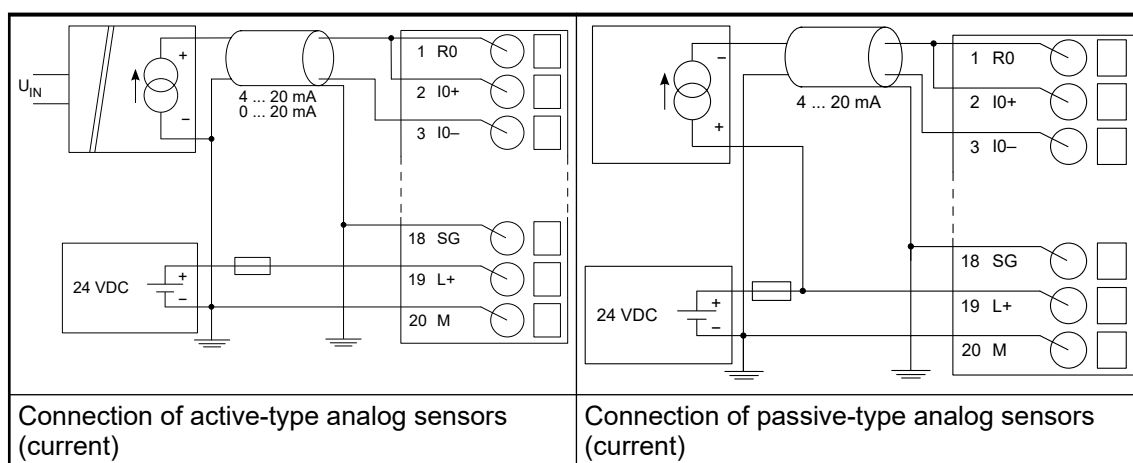 +
1 R0
U_IN
2 I0+
−
4 ... 20 mA
0 ... 20 mA
3 I0–
18 SG
24 VDC
+
−
19 L+
20 M
Connection of active-type analog sensors
(current)
−
1 R0
2 I0+
4 ... 20 mA
+
3 I0–
18 SG
24 VDC
+
−
19 L+
20 M
Connection of passive-type analog sensors
(current)